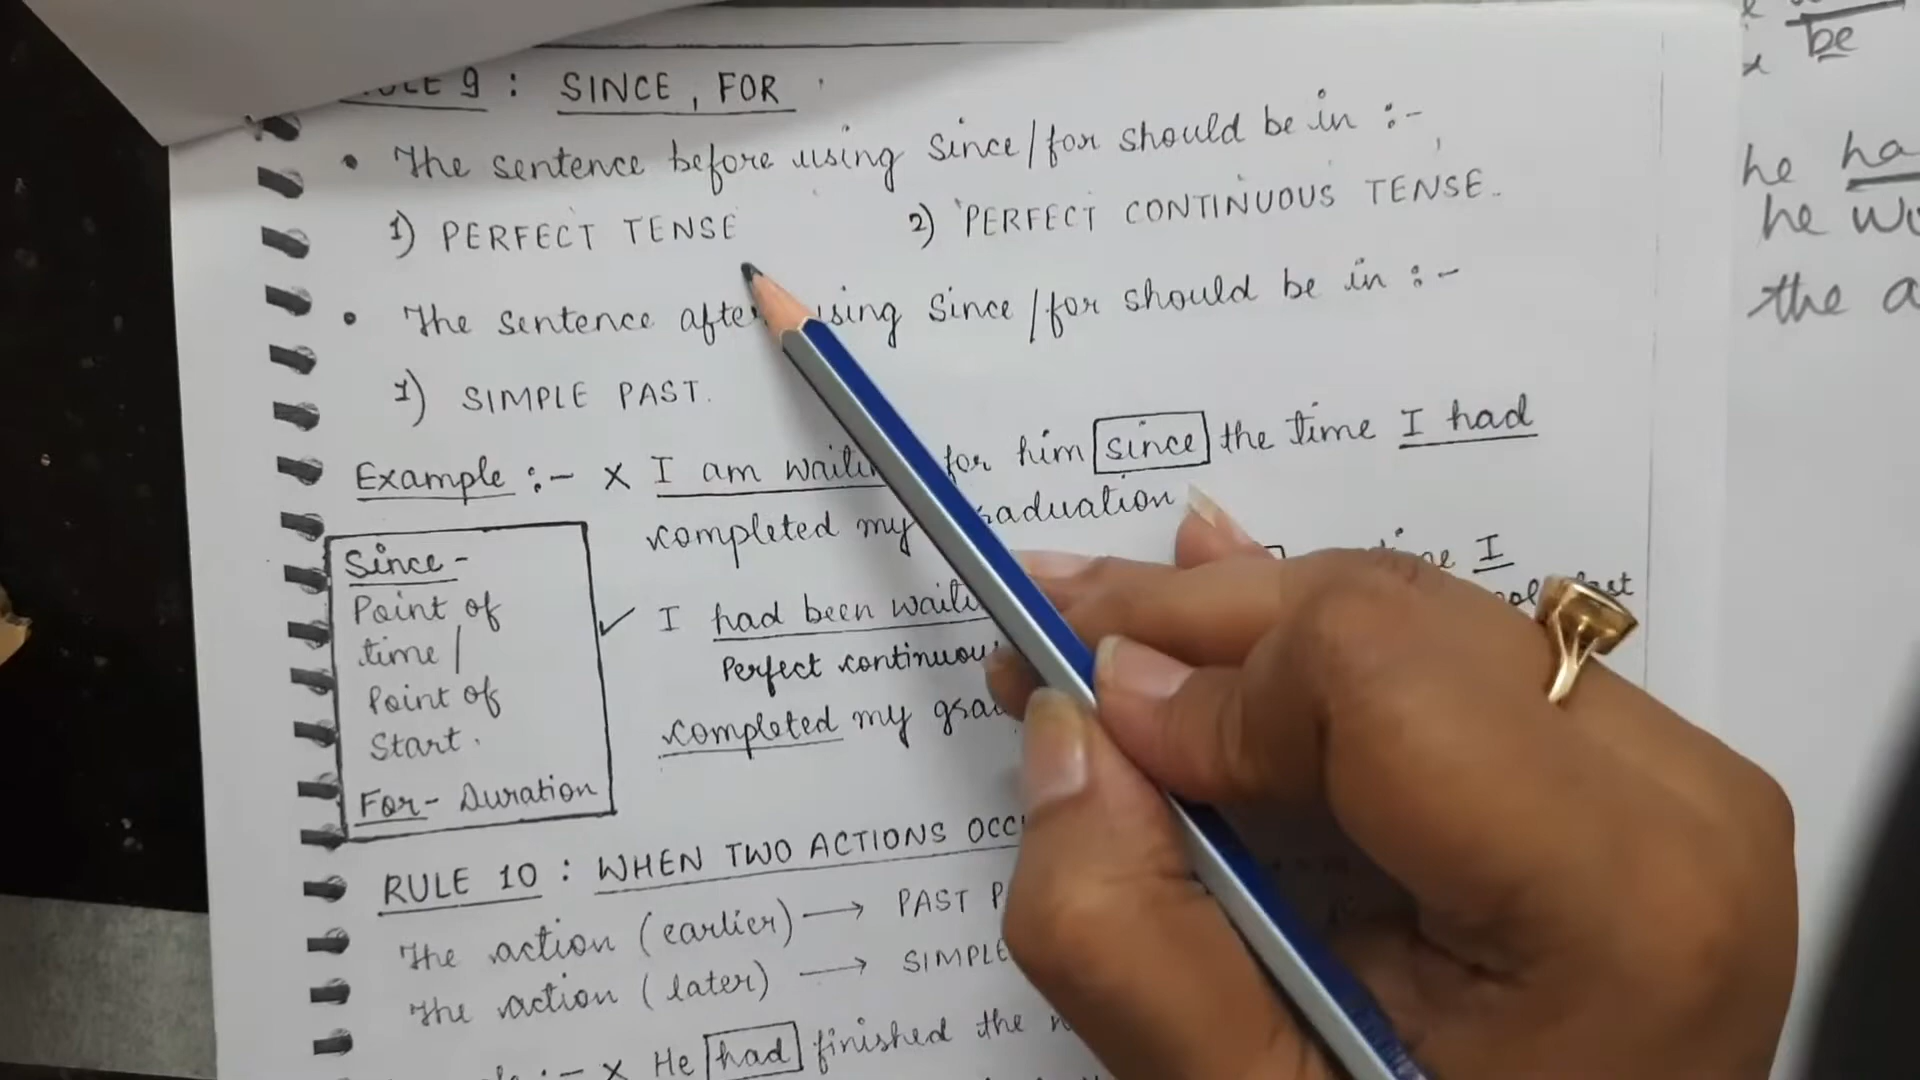 9 : SINCE, FOR
• The sentence before using since/for should be in :-
1) PERFECT TENSE 2) PERFECT CONTINUOUS TENSE.
• The sentence after using since/for should be in :-
1) SIMPLE PAST.
Example :- x I am for him since the time I had
completed my
I had been
Perfect
completed my
I
Since -
Point of
time /
Point of
Start.
For - Duration
RULE 10 : WHEN TWO ACTIONS
The action (earlier) → PAST
The action (later) → SIMPLE
:- x He had finished the
be
he
he
the